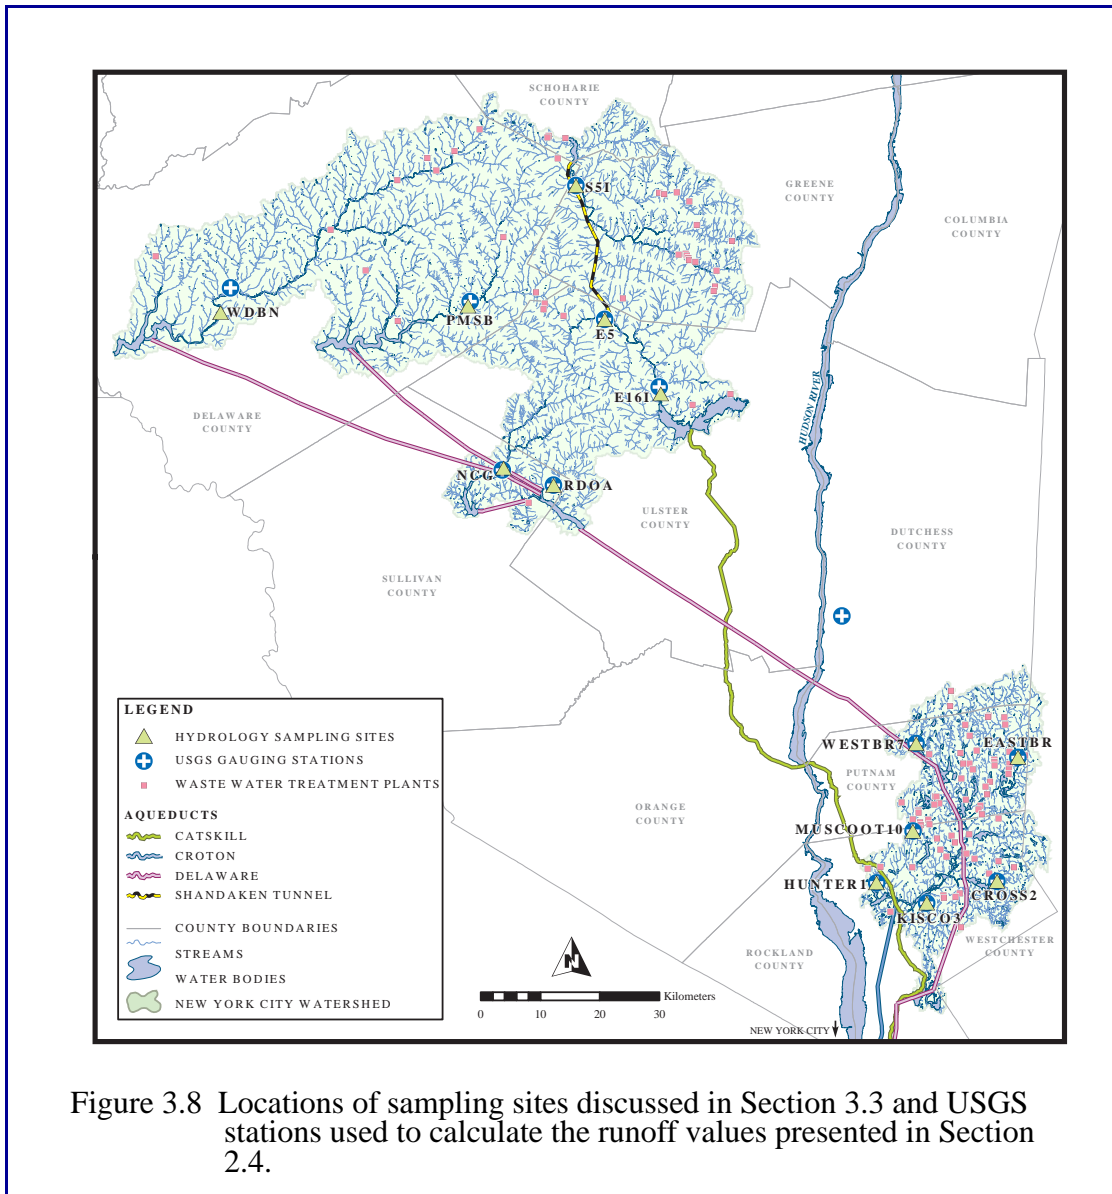 SCHOHARIE
COUNTY
GREENE
COUNTY
COLUMBIA
COUNTY
S5I
WDBN
PMSB
E5
HUDSON RIVER
E16I
DELAWARE
COUNTY
NGG
RDOA
ULSTER
COUNTY
DUTCHESS
COUNTY
SULLIVAN
COUNTY
WESTBR7
EASTBR
PUTNAM
COUNTY
ORANGE
COUNTY
MUSCOOT10
HUNTER1
CROSS2
KISCO3
WESTCHESTER
COUNTY
ROCKLAND
COUNTY
LEGEND
HYDROLOGY SAMPLING SITES
USGS GAUGING STATIONS
WASTE WATER TREATMENT PLANTS
AQUEDUCTS
CATSKILL
CROTON
DELAWARE
SHANDAKEN TUNNEL
COUNTY BOUNDARIES
STREAMS
WATER BODIES
NEW YORK CITY WATERSHED
N
Kilometers
0 10 20 30
NEW YORK CITY
Figure 3.8 Locations of sampling sites discussed in Section 3.3 and USGS
stations used to calculate the runoff values presented in Section
2.4.